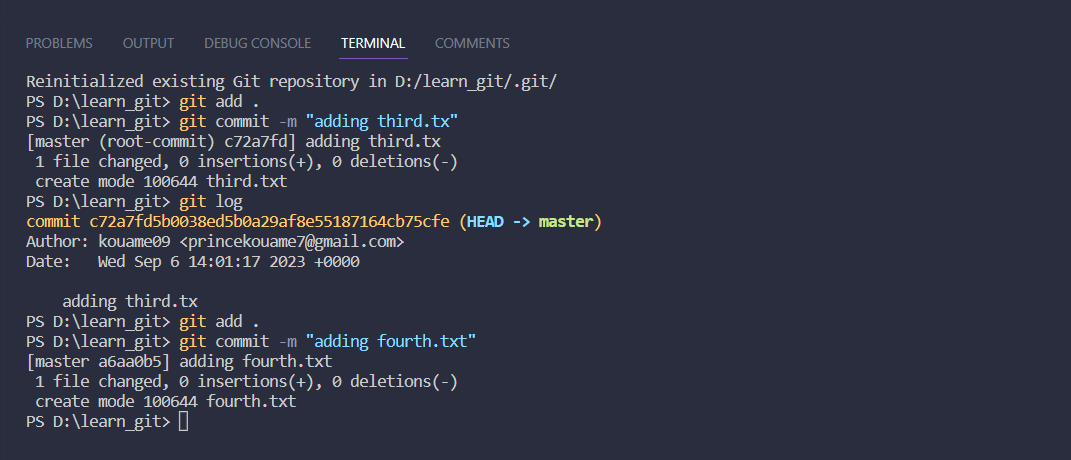 PROBLEMS OUTPUT DEBUG CONSOLE TERMINAL COMMENTS
Reinitialized existing Git repository in D:/learn_git/.git/
PS D:\learn_git> git add .
PS D:\learn_git> git commit -m "adding third.tx"
[master (root-commit) c72a7fd] adding third.tx
 1 file changed, 0 insertions(+), 0 deletions(-)
 create mode 100644 third.txt
PS D:\learn_git> git log
commit c72a7fd5b0038ed5b0a29af8e55187164cb75cfe (HEAD -> master)
Author: kouame09 <princekouame7@gmail.com>
Date:   Wed Sep 6 14:01:17 2023 +0000
    adding third.tx
PS D:\learn_git> git add .
PS D:\learn_git> git commit -m "adding fourth.txt"
[master a6aa0b5] adding fourth.txt
 1 file changed, 0 insertions(+), 0 deletions(-)
 create mode 100644 fourth.txt
PS D:\learn_git>